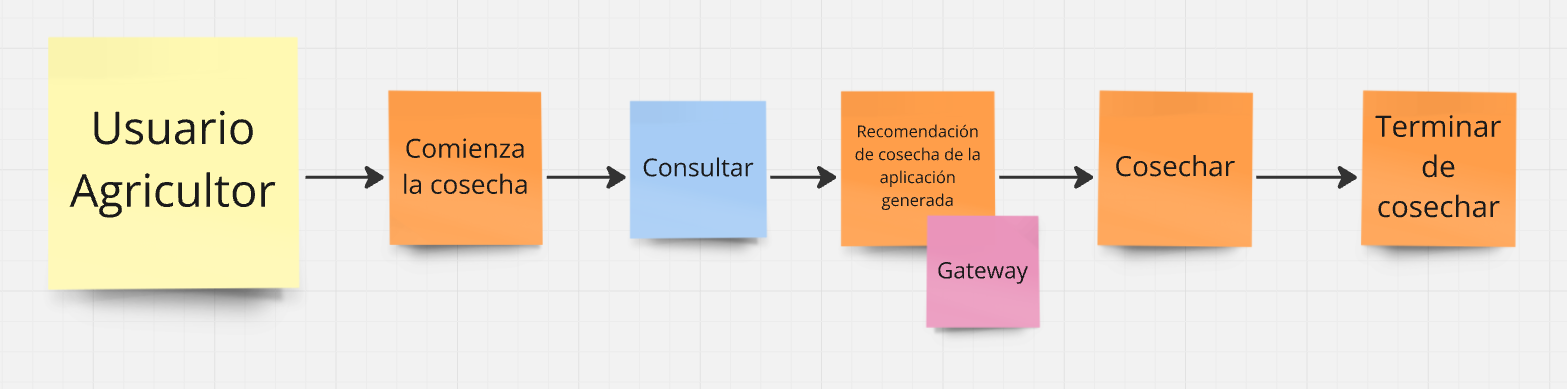 Usuario
Agricultor
Comienza
la cosecha
Consultar
Recomendación
de cosecha de la
aplicación
generada
Gateway
Cosechar
Terminar
de
cosechar